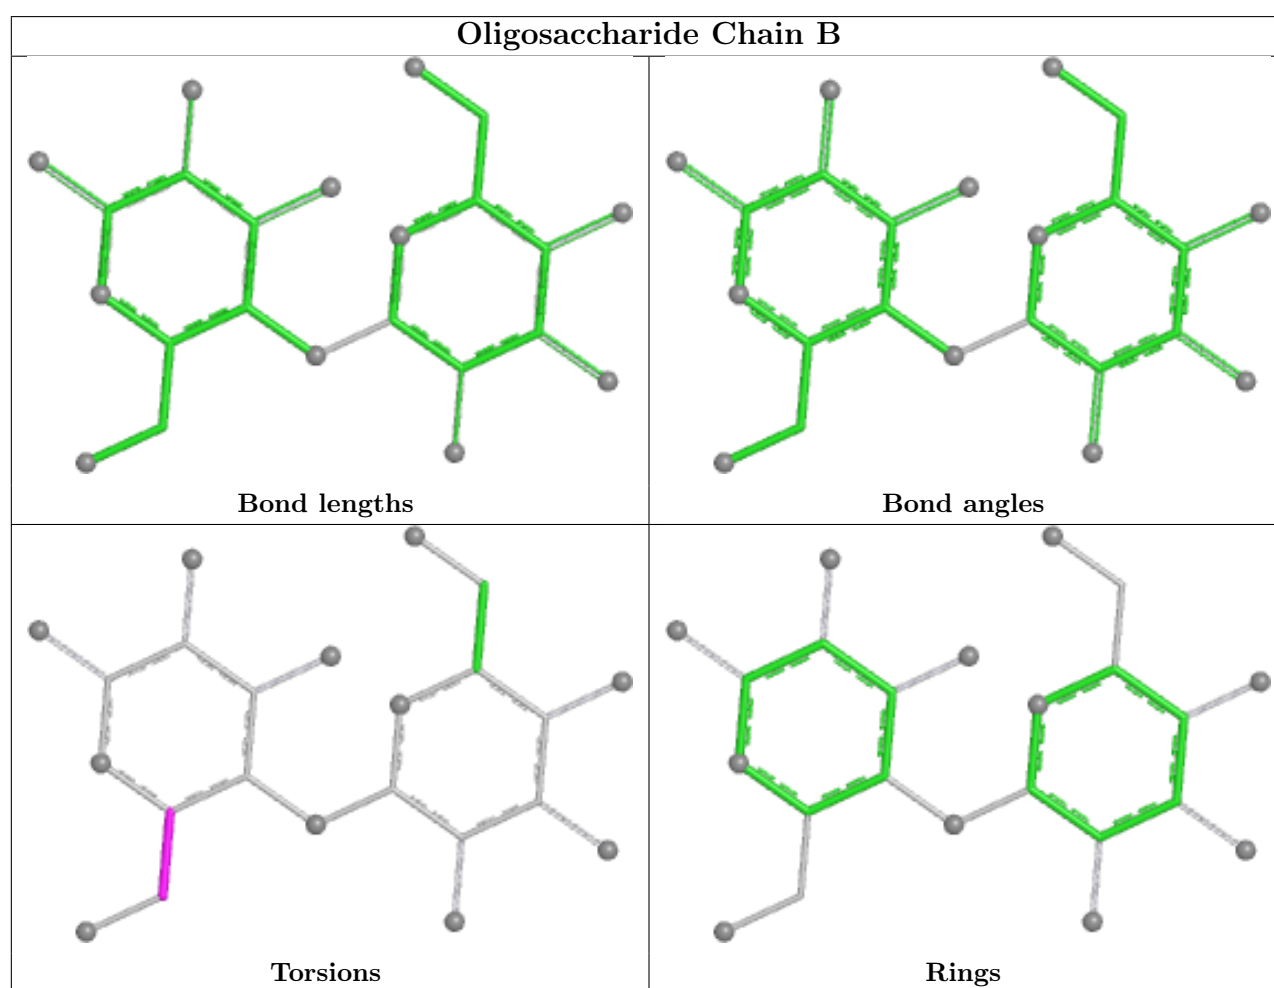 Oligosaccharide Chain B
Bond lengths
Bond angles
Torsions
Rings